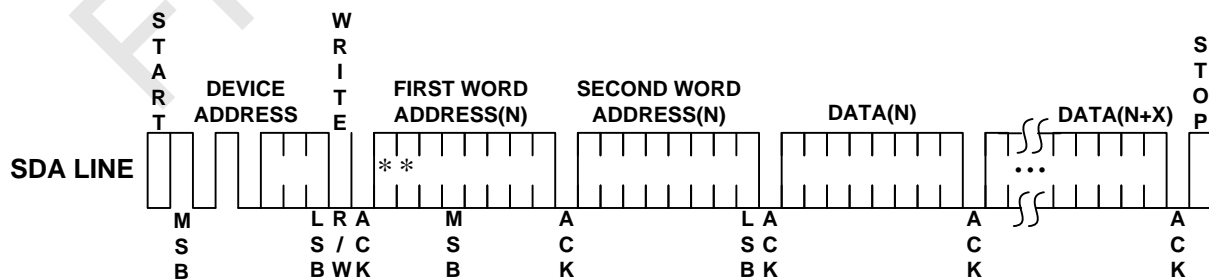 START
WRITE
STOP
DEVICE
ADDRESS
FIRST WORD
ADDRESS(N)
SECOND WORD
ADDRESS(N)
DATA(N)
DATA(N+X)
SDA LINE
* *
...
MSB
LSB
R/W
ACK
MSB
ACK
LSB
ACK
ACK
ACK